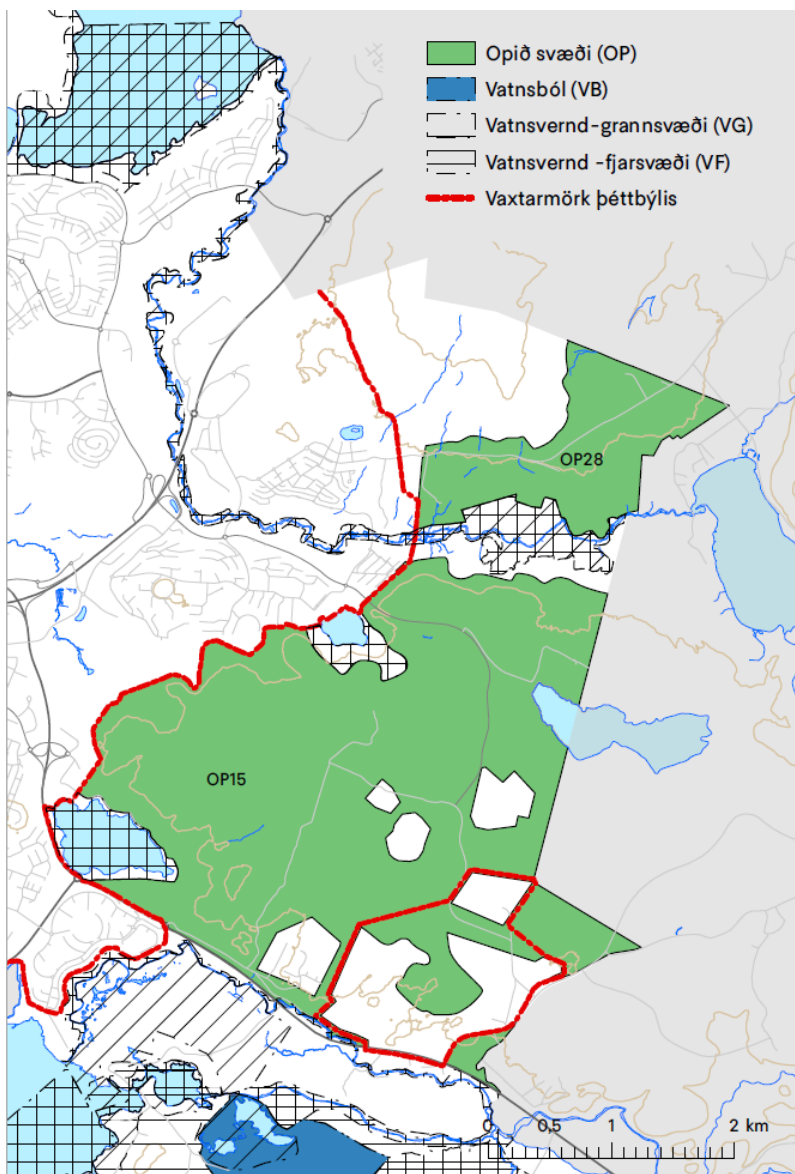 Opið svæði (OP)
Vatnsból (VB)
Vatnsvernd-grannsvæði (VG)
Vatnsvernd -fjarsvæði (VF)
Vaxtarmörk þéttbýlis
OP28
OP15
0 0,5 1 2 km